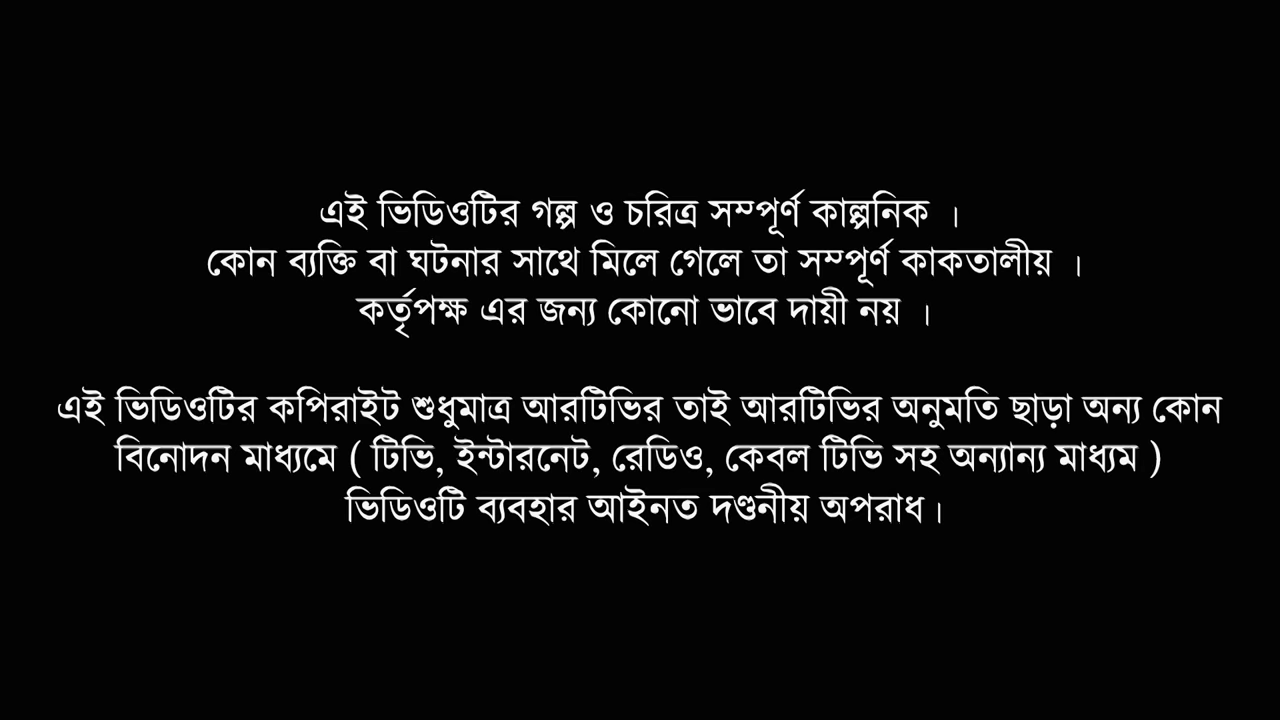 এই ভিডিওটির গল্প ও চরিত্র সম্পূর্ণ কাল্পনিক ।
কোন ব্যক্তি বা ঘটনার সাথে মিলে গেলে তা সম্পূর্ণ কাকতালীয় ।
কর্তৃপক্ষ এর জন্য কোনো ভাবে দায়ী নয় ।
এই ভিডিওটির কপিরাইট শুধুমাত্র আরটিভির তাই আরটিভির অনুমতি ছাড়া অন্য কোন
বিনোদন মাধ্যমে ( টিভি, ইন্টারনেট, রেডিও, কেবল টিভি সহ অন্যান্য মাধ্যম )
ভিডিওটি ব্যবহার আইনত দণ্ডনীয় অপরাধ।